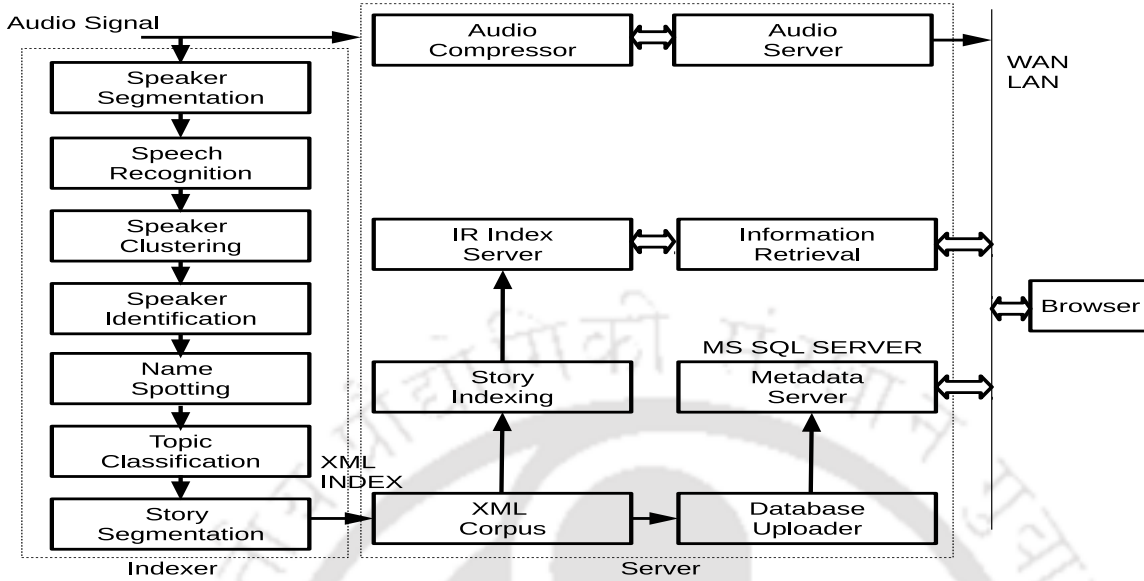 Audio Signal
Speaker
Segmentation
Speech
Recognition
Speaker
Clustering
Speaker
Identification
Name
Spotting
Topic
Classification
Story
Segmentation
Indexer
XML
INDEX
Audio
Compressor
Audio
Server
IR Index
Server
Information
Retrieval
Story
Indexing
MS SQL SERVER
Metadada
Server
XML
Corpus
Database
Uploader
Server
WAN
LAN
Browser